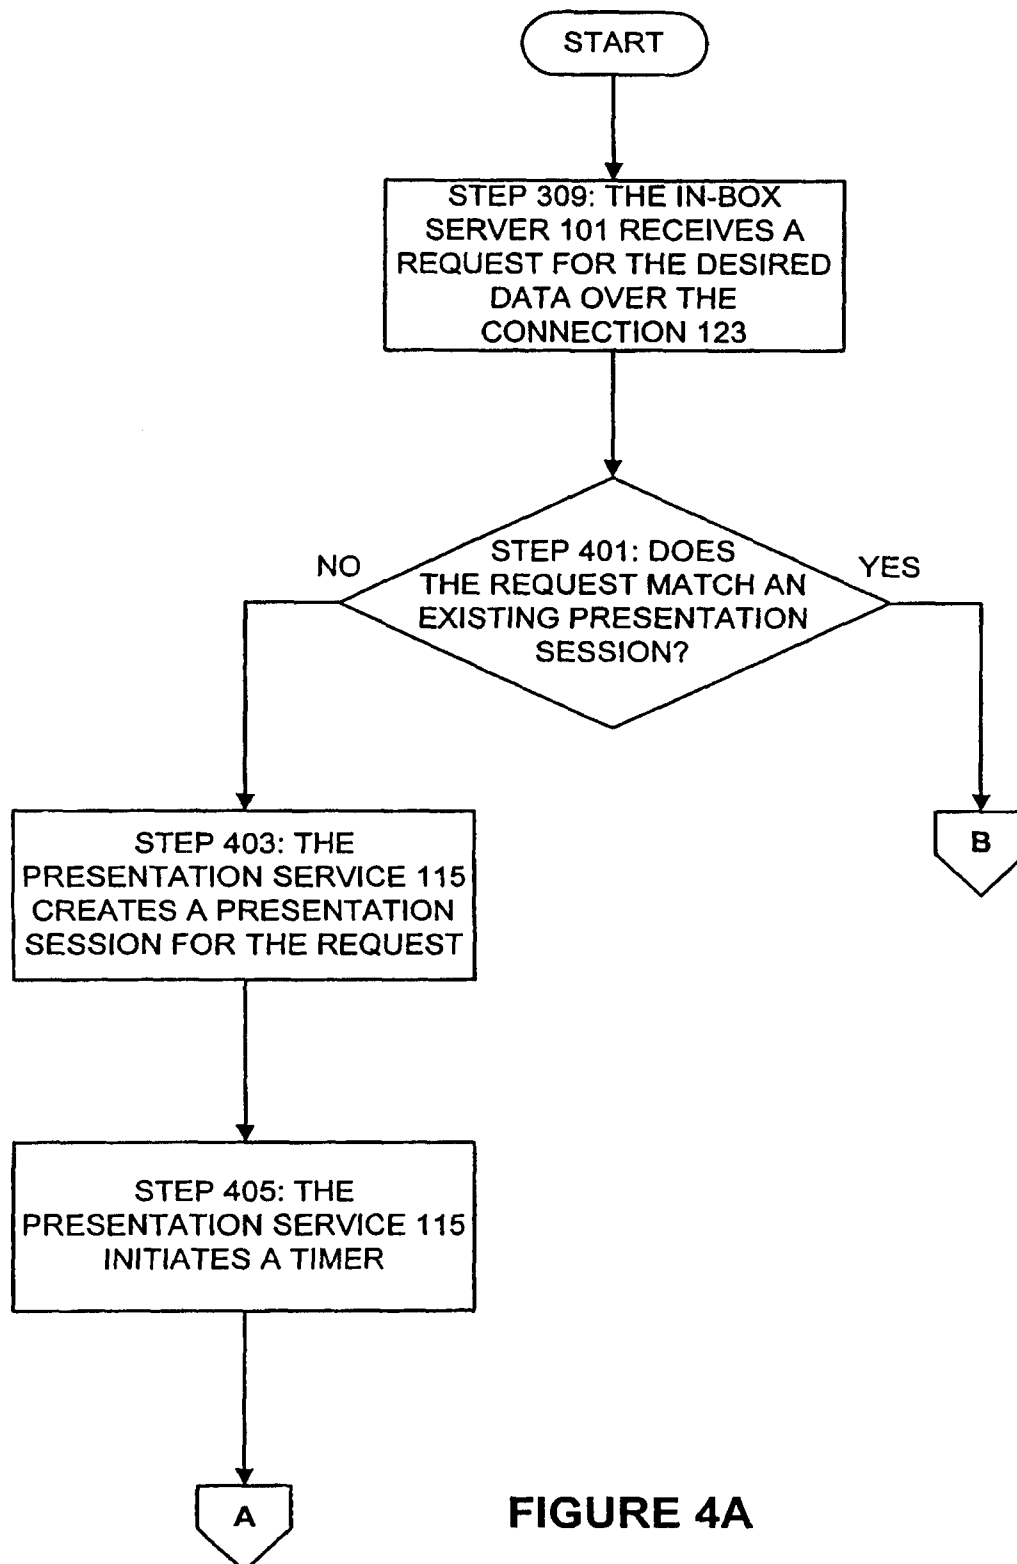 START
STEP 309: THE IN-BOX
SERVER 101 RECEIVES A
REQUEST FOR THE DESIRED
DATA OVER THE
CONNECTION 123
NO
STEP 401: DOES
THE REQUEST MATCH AN
EXISTING PRESENTATION
SESSION?
YES
STEP 403: THE
PRESENTATION SERVICE 115
CREATES A PRESENTATION
SESSION FOR THE REQUEST
B
STEP 405: THE
PRESENTATION SERVICE 115
INITIATES A TIMER
A
FIGURE 4A